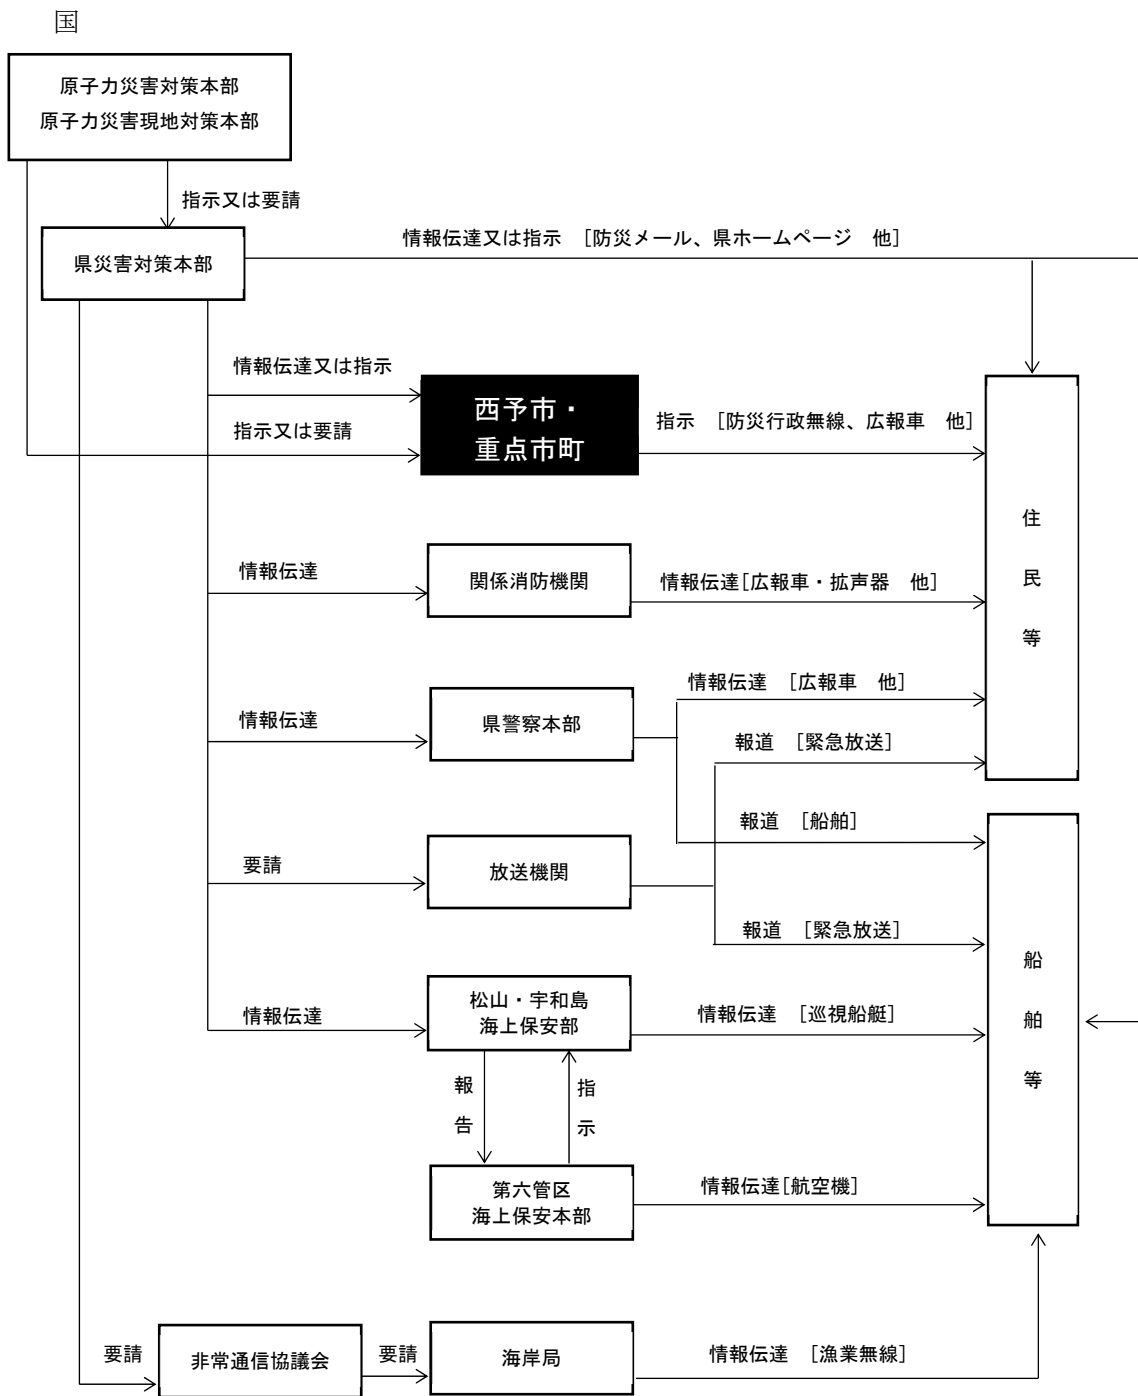 国
原子力災害対策本部
原子力災害現地対策本部
指示又は要請
県災害対策本部
情報伝達又は指示　[防災メール、県ホームページ　他]
情報伝達又は指示
指示又は要請
西予市・
重点市町
指示　[防災行政無線、広報車　他]
住民等
情報伝達
関係消防機関
情報伝達[広報車・拡声器　他]
情報伝達
県警察本部
情報伝達　[広報車　他]
報道　[緊急放送]
報道　[船舶]
要請
放送機関
報道　[緊急放送]
船舶等
情報伝達
松山・宇和島
海上保安部
情報伝達　[巡視船艇]
報告
指示
第六管区
海上保安本部
情報伝達[航空機]
要請
非常通信協議会
要請
海岸局
情報伝達　[漁業無線]